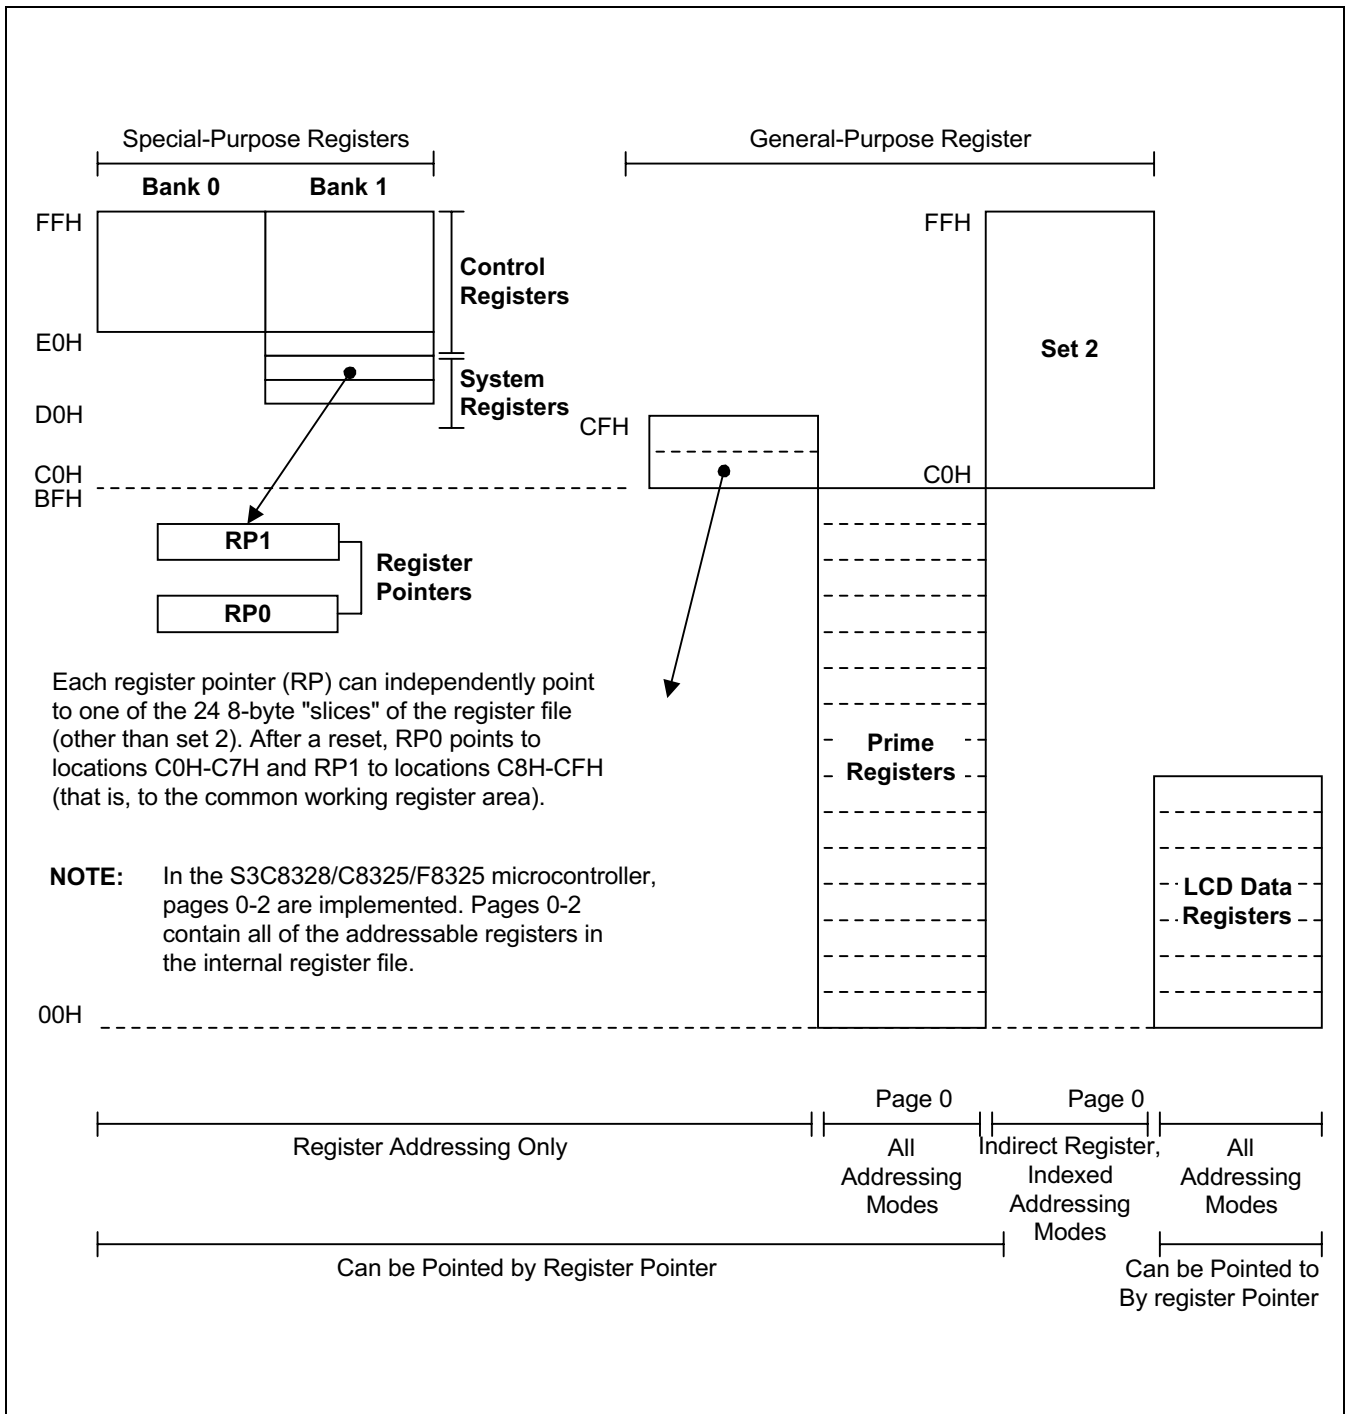 Special-Purpose Registers
General-Purpose Register
Bank 0
Bank 1
FFH
FFH
Control
Registers
E0H
Set 2
System
Registers
D0H
CFH
C0H
C0H
BFH
RP1
Register
Pointers
RP0
Each register pointer (RP) can independently point
to one of the 24 8-byte "slices" of the register file
(other than set 2). After a reset, RP0 points to
locations C0H-C7H and RP1 to locations C8H-CFH
(that is, to the common working register area).
Prime
Registers
NOTE: In the S3C8328/C8325/F8325 microcontroller,
pages 0-2 are implemented. Pages 0-2
contain all of the addressable registers in
the internal register file.
LCD Data
Registers
00H
Page 0
Page 0
Register Addressing Only
All
Addressing
Modes
Indirect Register,
Indexed
Addressing
Modes
All
Addressing
Modes
Can be Pointed by Register Pointer
Can be Pointed to
By register Pointer